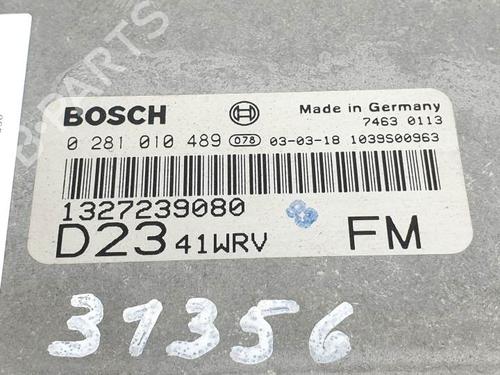 B-PARTS
BOSCH
Made in Germany
7463 0113
0 281 010 489 078 03-03-18 1039S00963
1327239080
D23 41WRV FM
31356